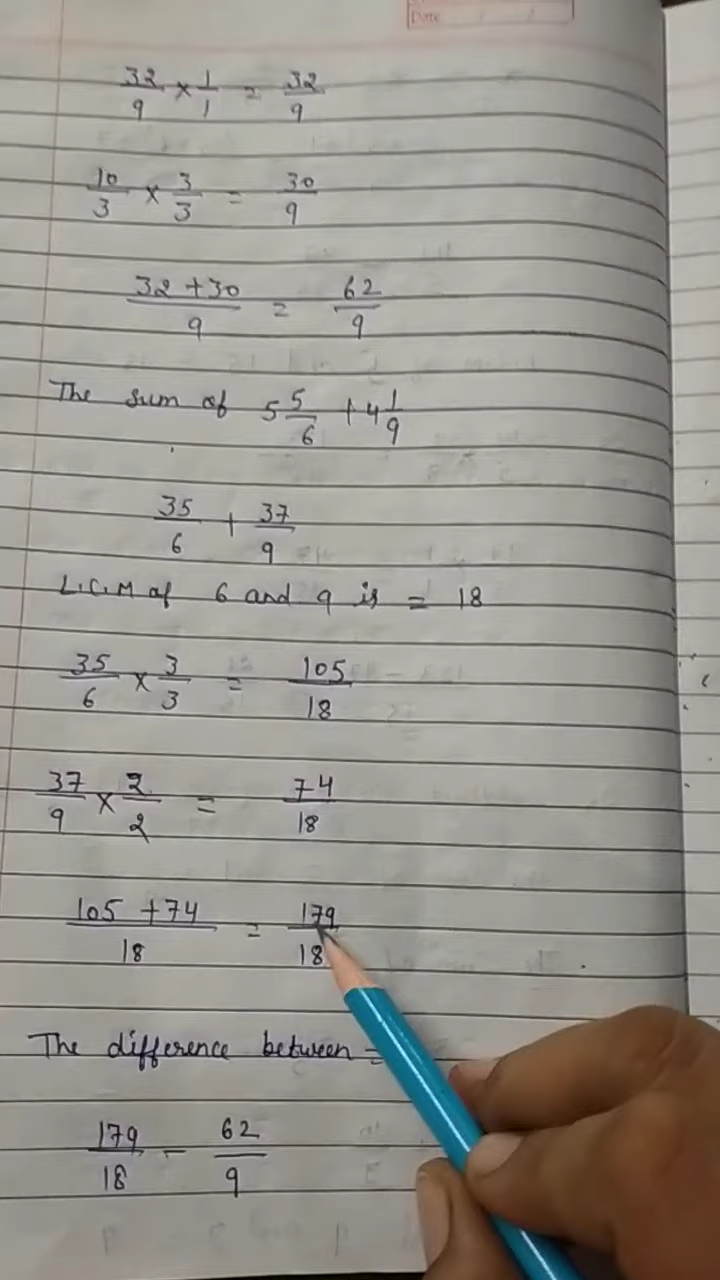 Date / /
32/9 × 1/1 = 32/9
10/3 × 3/3 = 30/9
32 + 30/9 = 62/9
The sum of 5 5/6 + 4 1/9
35/6 + 37/9
L.C.M of 6 and 9 is = 18
35/6 × 3/3 = 105/18
37/9 × 2/2 = 74/18
105 + 74/18 = 179/18
The difference between =
179/18 - 62/9